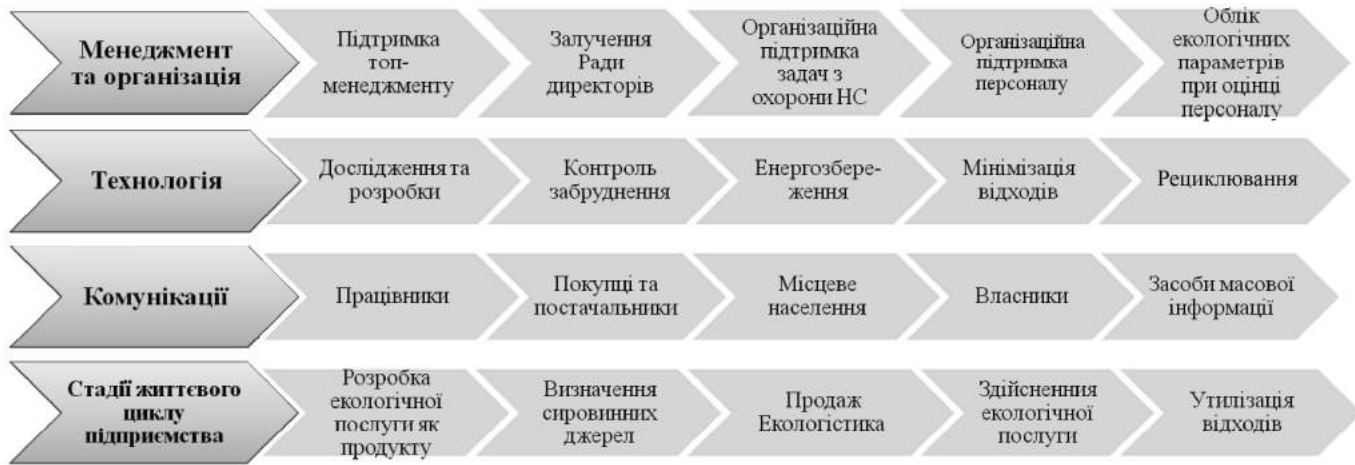 Менеджмент
та організація
Підтримка
топ-
менеджменту
Залучення
Ради
директорів
Організаційна
підтримка
задач з
охорони НС
Організаційна
підтримка
персоналу
Облік
екологічних
параметрів
при оцінці
персоналу
Технологія
Дослідження та
розробки
Контроль
забруднення
Енергозбере-
ження
Мінімізація
відходів
Рециклювання
Комунікації
Працівники
Покупці та
постачальники
Місцеве
населення
Власники
Засоби масової
інформації
Стадії життєвого
циклу
підприємства
Розробка
екологічної
послуги як
продукту
Визначення
сировинних
джерел
Продаж
Екологістика
Здійсненния
екологічної
послуги
Утилізація
відходів